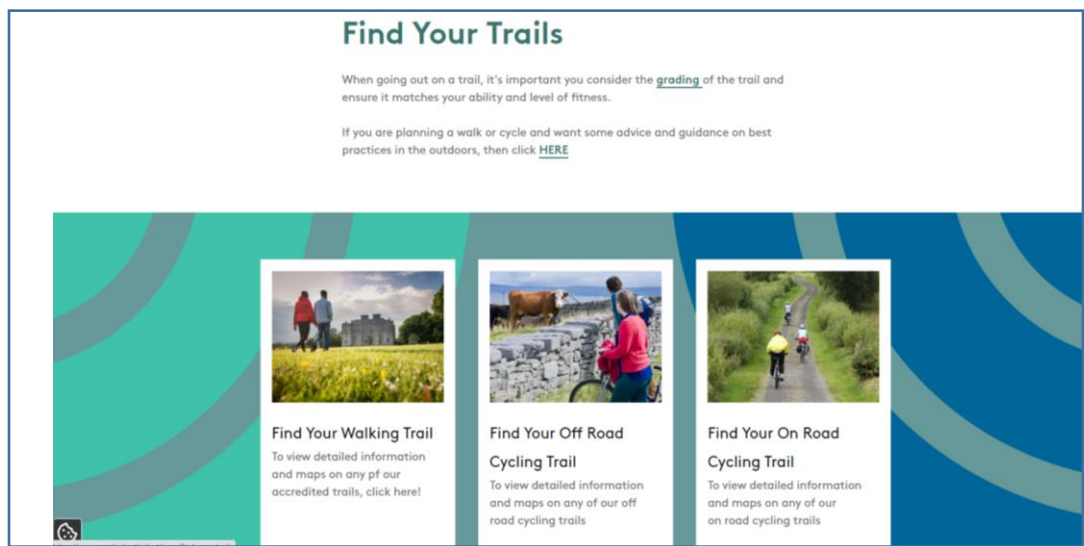 Find Your Trails
When going out on a trail, it's important you consider the grading of the trail and
ensure it matches your ability and level of fitness.
If you are planning a walk or cycle and want some advice and guidance on best
practices in the outdoors, then click HERE
Find Your Walking Trail
To view detailed information
and maps on any pf our
accredited trails, click here!
Find Your Off Road
Cycling Trail
To view detailed information
and maps on any of our off
road cycling trails
Find Your On Road
Cycling Trail
To view detailed information
and maps on any of our
on road cycling trails